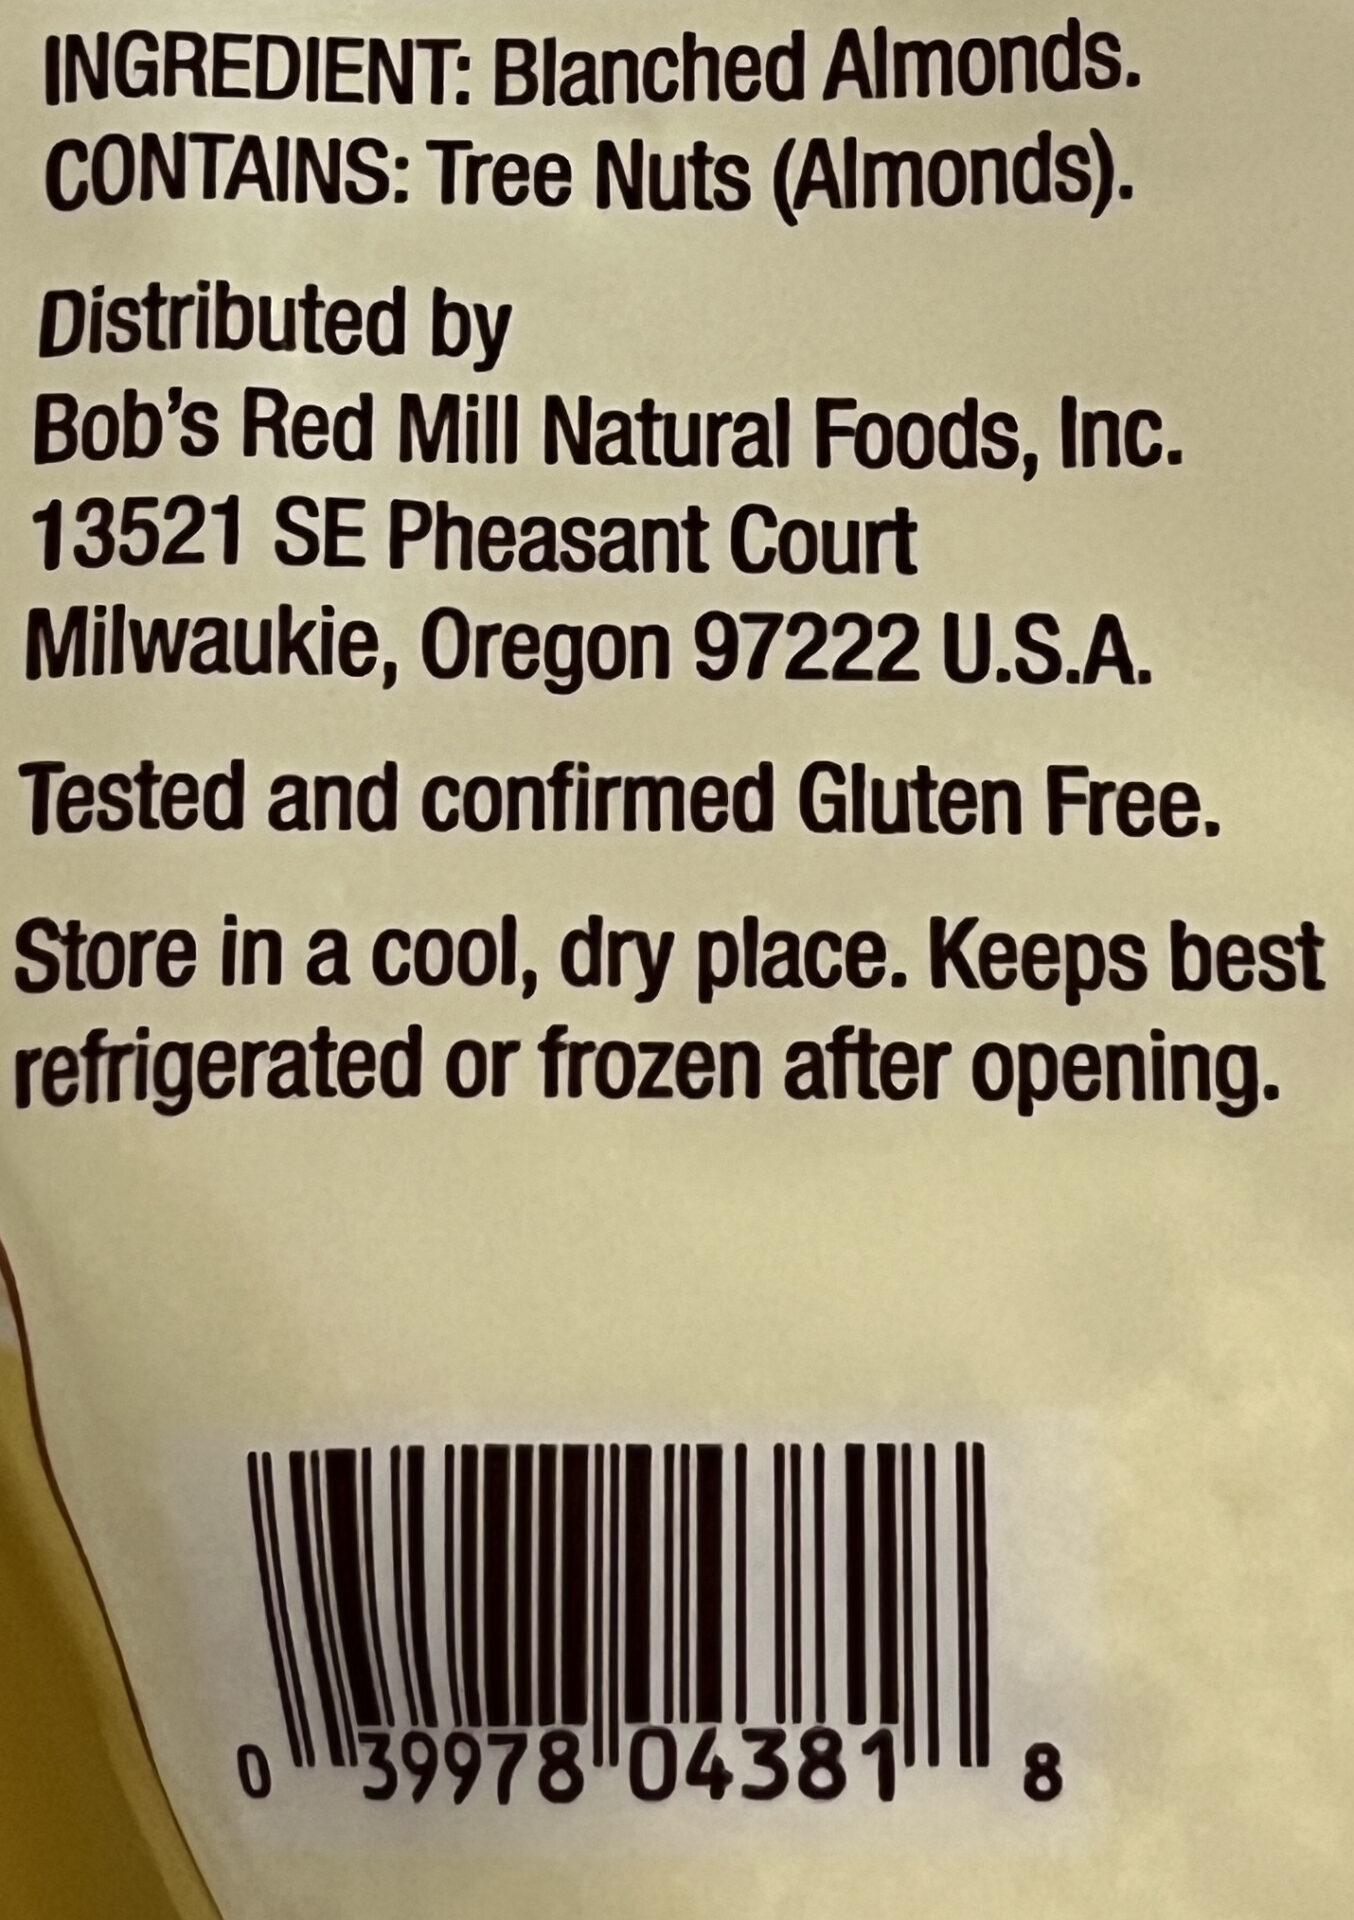 INGREDIENT: Blanched Almonds.
CONTAINS: Tree Nuts (Almonds).
Distributed by
Bob's Red Mill Natural Foods, Inc.
13521 SE Pheasant Court
Milwaukie, Oregon 97222 U.S.A.
Tested and confirmed Gluten Free.
Store in a cool, dry place. Keeps best
refrigerated or frozen after opening.
0 39978 04381 8